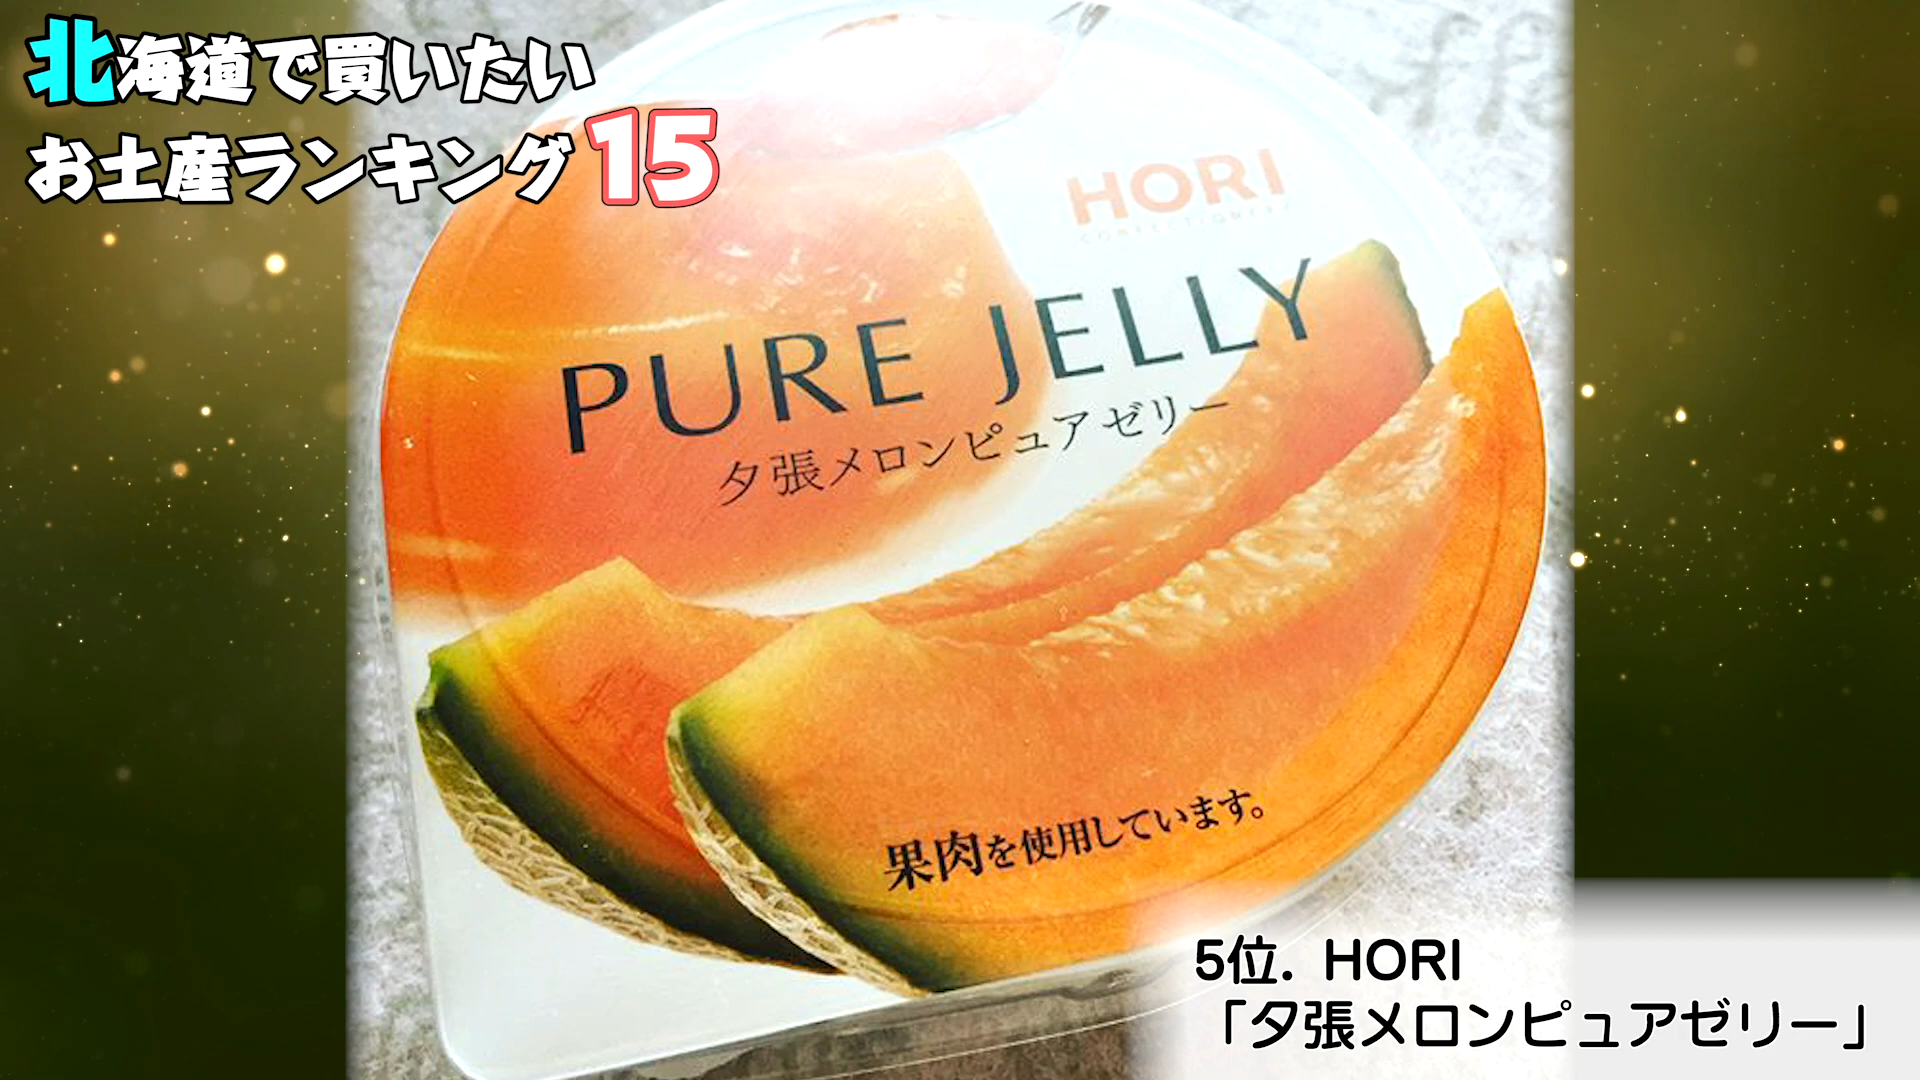 北海道で買いたい
お土産ランキング15
HORI
CONFECTIONERY
PURE JELLY
夕張メロンピュアゼリー
果肉を使用しています。
5位. HORI
「夕張メロンピュアゼリー」